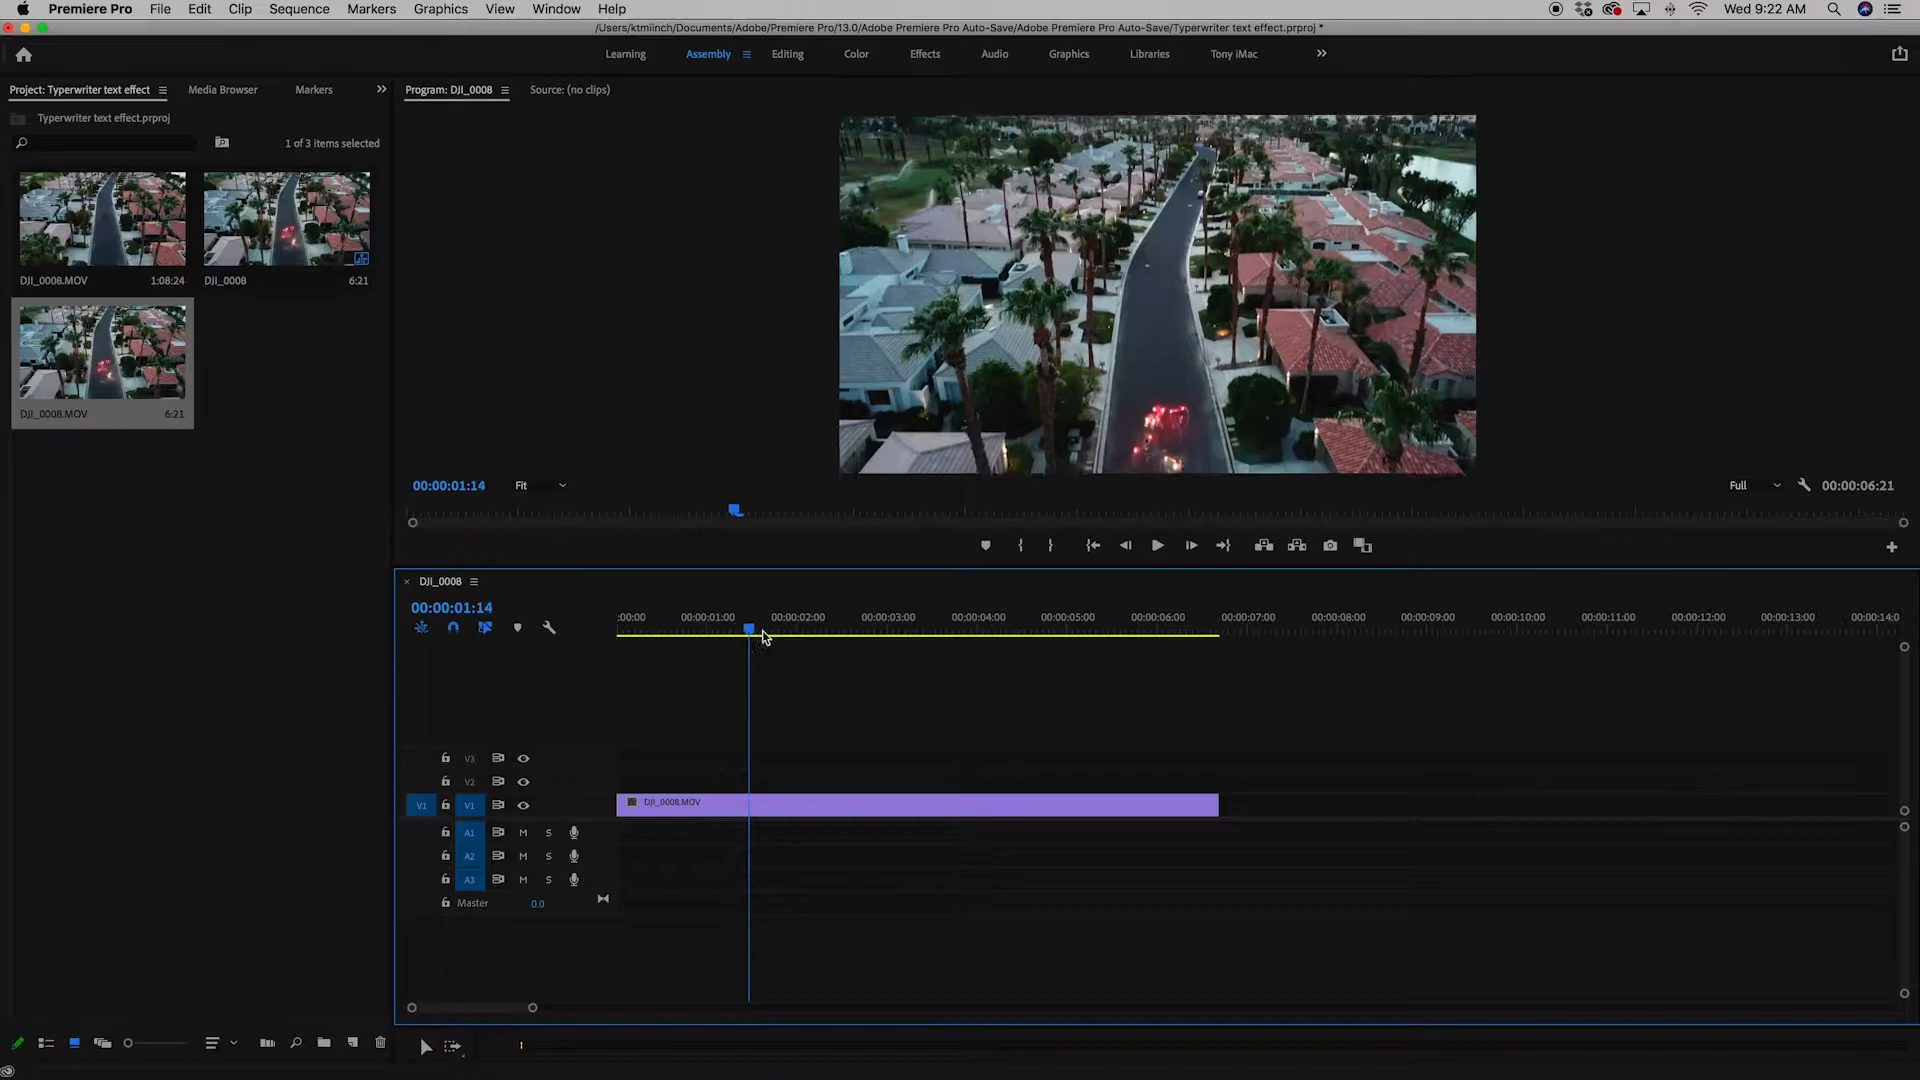 Premiere Pro File Edit Clip Sequence Markers Graphics View Window Help Wed 9:22 AM
/Users/ktmiinch/Documents/Adobe/Premiere Pro/13.0/Adobe Premiere Pro Auto-Save/Adobe Premiere Pro Auto-Save/Typerwriter text effect.prproj *
Learning Assembly Editing Color Effects Audio Graphics Libraries Tony iMac
Project: Typewriter text effect Media Browser Markers
Program: DJI_0008 Source: (no clips)
Typerwriter text effect.prproj
1 of 3 items selected
DJI_0008.MOV 1:08:24 DJI_0008 6:21
DJI_0008.MOV 6:21
00:00:01:14 Fit Full 00:00:06:21
DJI_0008
00:00:01:14
:00:00 00:00:01:00 00:00:02:00 00:00:03:00 00:00:04:00 00:00:05:00 00:00:06:00 00:00:07:00 00:00:08:00 00:00:09:00 00:00:10:00 00:00:11:00 00:00:12:00 00:00:13:00 00:00:14:0
V3
V2
V1 V1 DJI_0008.MOV
A1 M S
A2 M S
A3 M S
Master 0.0